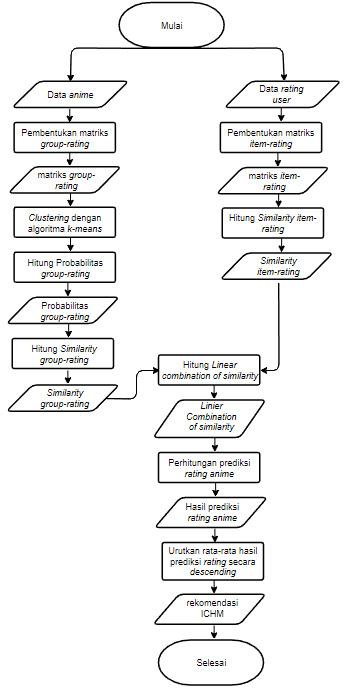 Mulai
Data anime
Pembentukan matriks
group-rating
matriks group-
rating
Clustering dengan
algoritma k-means
Hitung Probabilitas
group-rating
Probabilitas
group-rating
Hitung Similarity
group-rating
Similarity
group-rating
Data rating
user
Pembentukan matriks
item-rating
matriks item-
rating
Hitung Similarity item-
rating
Similarity
item-rating
Hitung Linear
combination of similarity
Linier
Combination
of similarity
Perhitungan prediksi
rating anime
Hasil prediksi
rating anime
Urutkan rata-rata hasil
prediksi rating secara
descending
rekomendasi
ICHM
Selesai